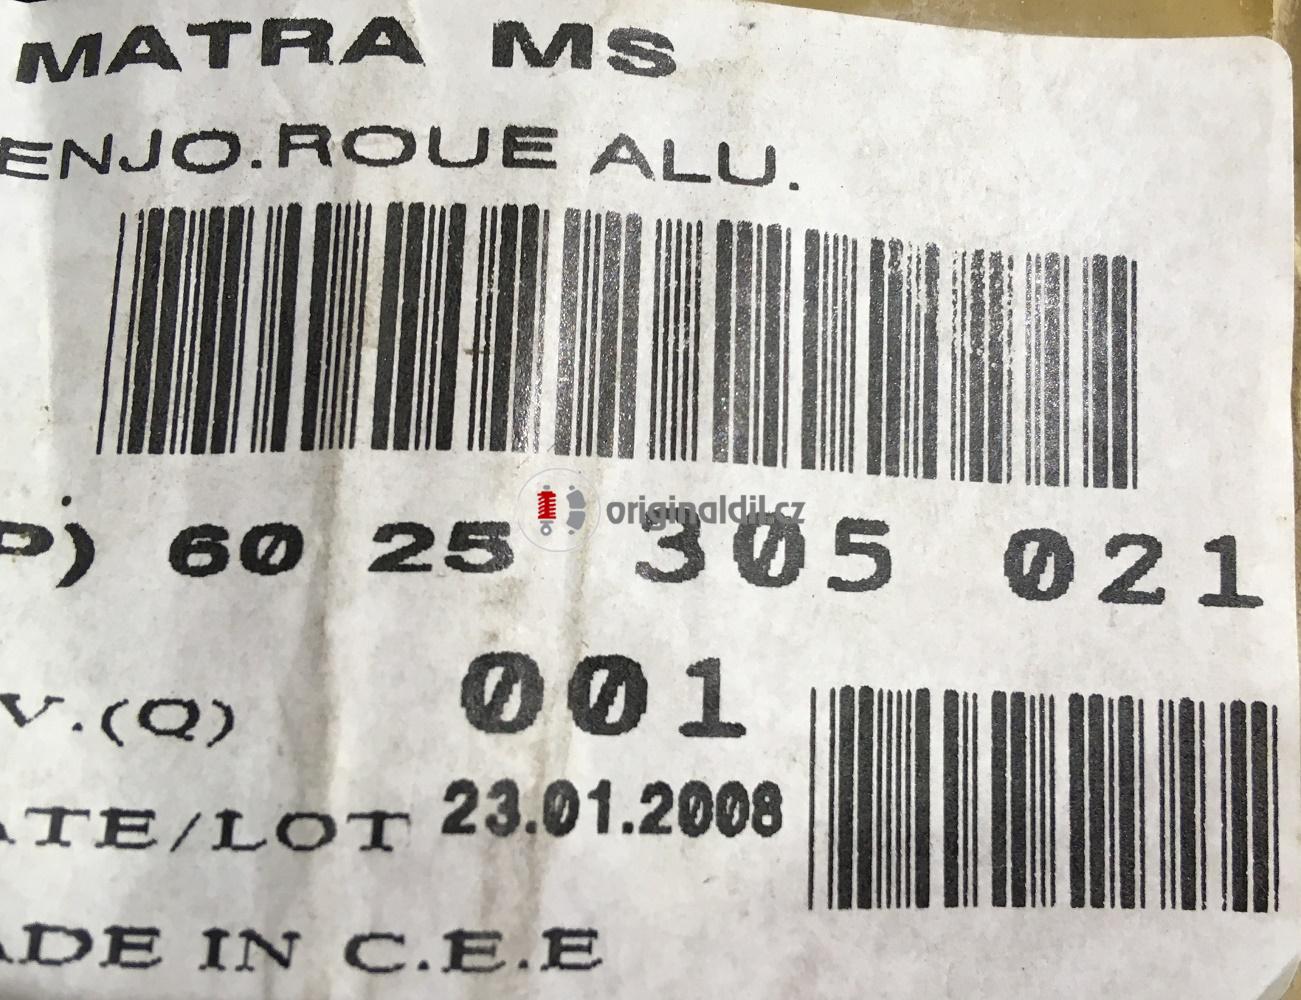 MATRA MS
ENJO.ROUE ALU.
P) 60 25 305 021
originaldil.cz
V.(Q) 001
ATE/LOT 23.01.2008
ADE IN C.E.E